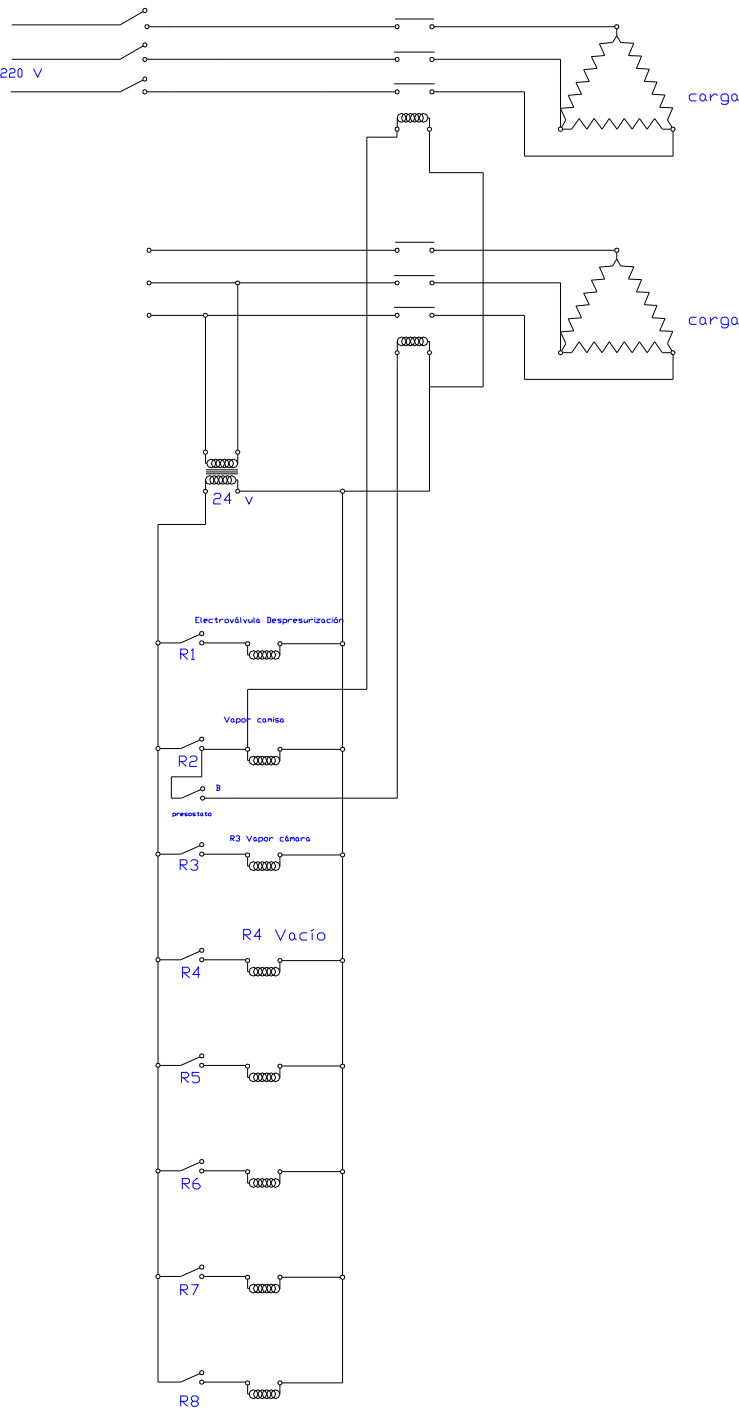 220 V
carga
carga
24 v
Electroválvula Despresurización
R1
Vapor camisa
R2
B
presostato
R3 Vapor cámara
R3
R4 Vacío
R4
R5
R6
R7
R8